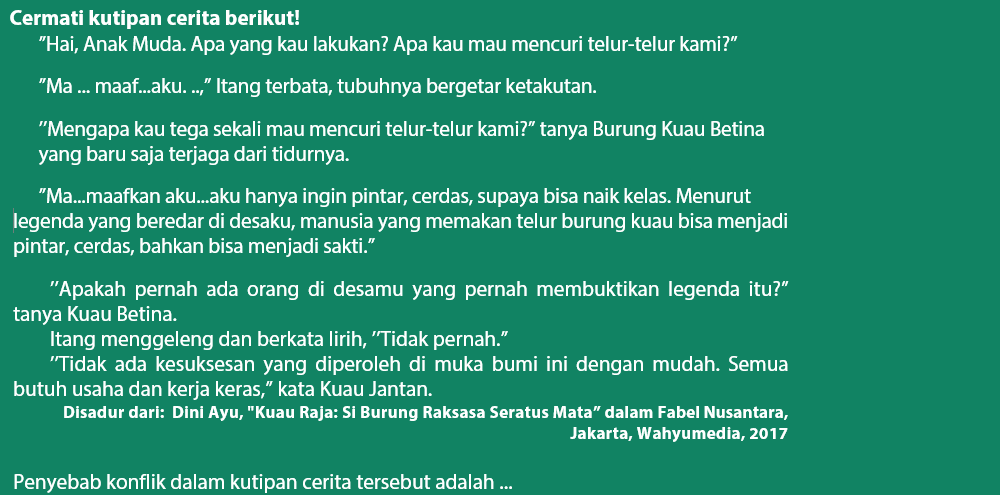 Cermati kutipan cerita berikut!
”Hai, Anak Muda. Apa yang kau lakukan? Apa kau mau mencuri telur-telur kami?”
”Ma ... maaf...aku. ..,” Itang terbata, tubuhnya bergetar ketakutan.
’’Mengapa kau tega sekali mau mencuri telur-telur kami?” tanya Burung Kuau Betina
yang baru saja terjaga dari tidurnya.
”Ma...maafkan aku...aku hanya ingin pintar, cerdas, supaya bisa naik kelas. Menurut
legenda yang beredar di desaku, manusia yang memakan telur burung kuau bisa menjadi
pintar, cerdas, bahkan bisa menjadi sakti.”
’’Apakah pernah ada orang di desamu yang pernah membuktikan legenda itu?”
tanya Kuau Betina.
Itang menggeleng dan berkata lirih, ’’Tidak pernah.”
’’Tidak ada kesuksesan yang diperoleh di muka bumi ini dengan mudah. Semua
butuh usaha dan kerja keras,” kata Kuau Jantan.
Disadur dari: Dini Ayu, "Kuau Raja: Si Burung Raksasa Seratus Mata” dalam Fabel Nusantara,
Jakarta, Wahyumedia, 2017
Penyebab konflik dalam kutipan cerita tersebut adalah ...